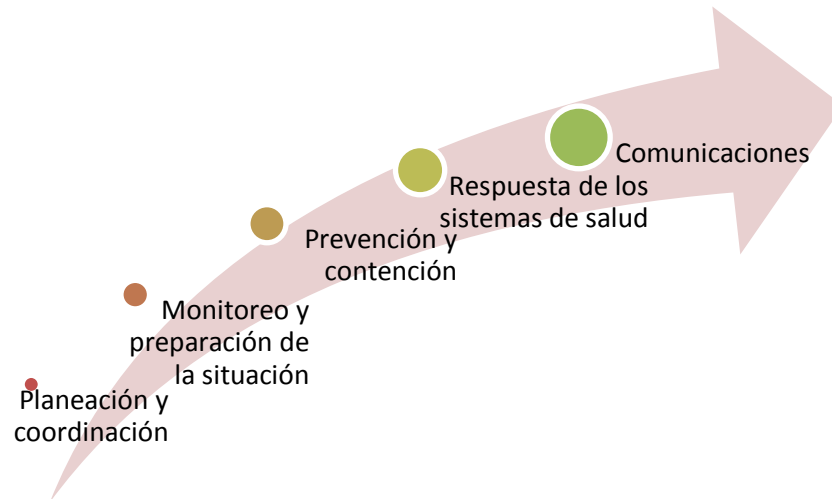 Planeación y
coordinación
Monitoreo y
preparación de
la situación
Prevención y
contención
Respuesta de los
sistemas de salud
Comunicaciones